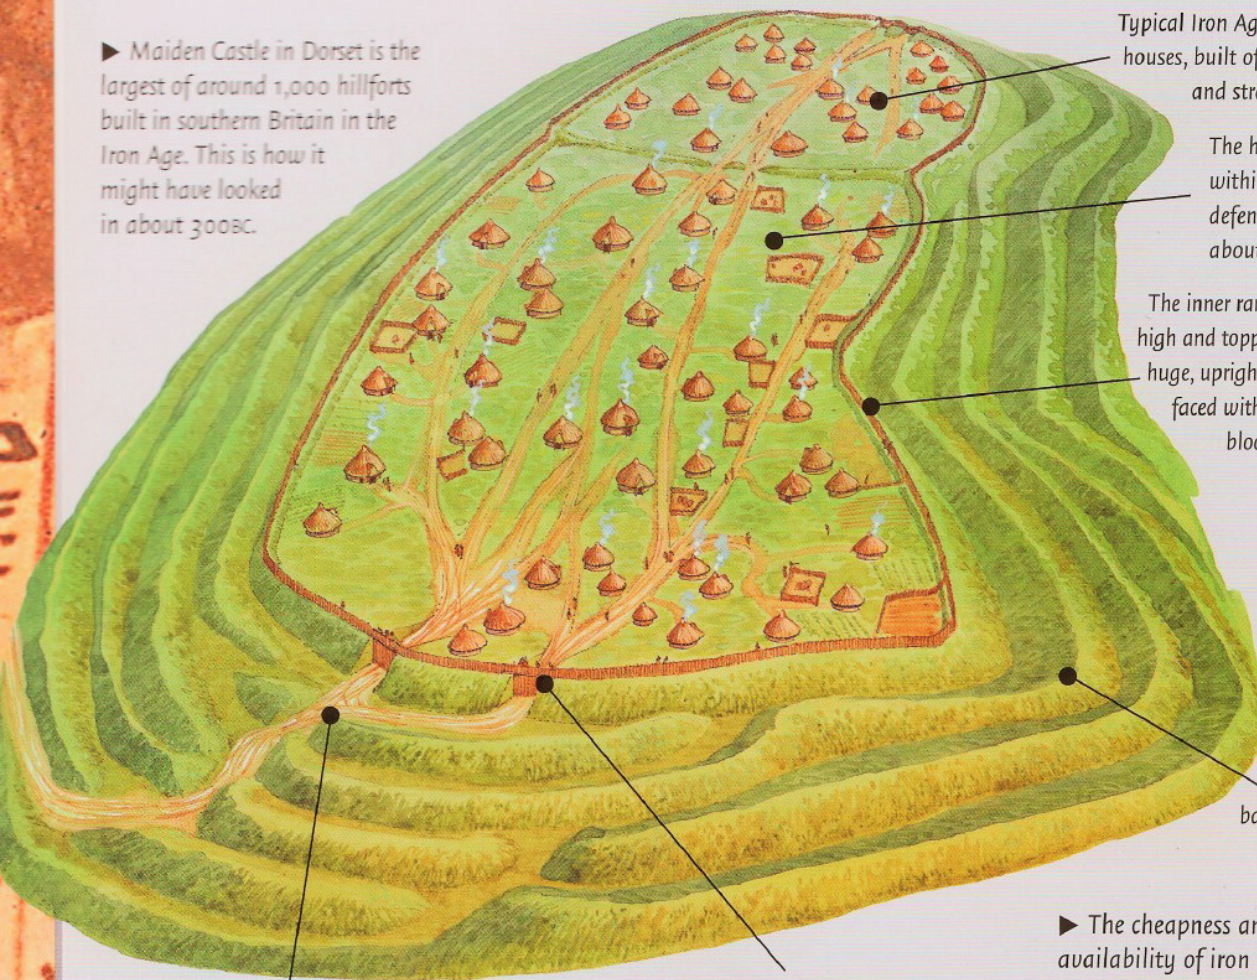 ▶ Maiden Castle in Dorset is the
largest of around 1,000 hillforts
built in southern Britain in the
Iron Age. This is how it
might have looked
in about 300BC.
Typical Iron Ag
houses, built of
and stra
The h
withi
defen
about
The inner ra
high and topp
huge, uprigh
faced with
bloc
ba
▶ The cheapness an
availability of iron